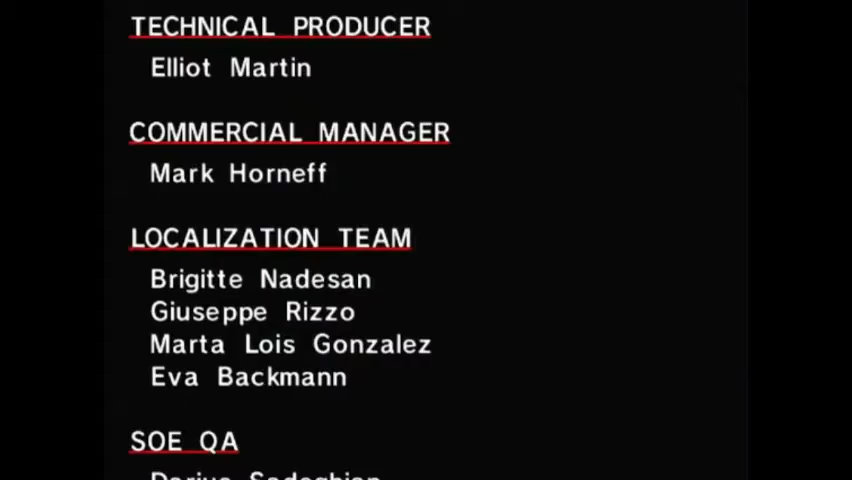 TECHNICAL PRODUCER
Elliot Martin
COMMERCIAL MANAGER
Mark Horneff
LOCALIZATION TEAM
Brigitte Nadesan
Giuseppe Rizzo
Marta Lois Gonzalez
Eva Backmann
SOE QA
Darius Sadeghian